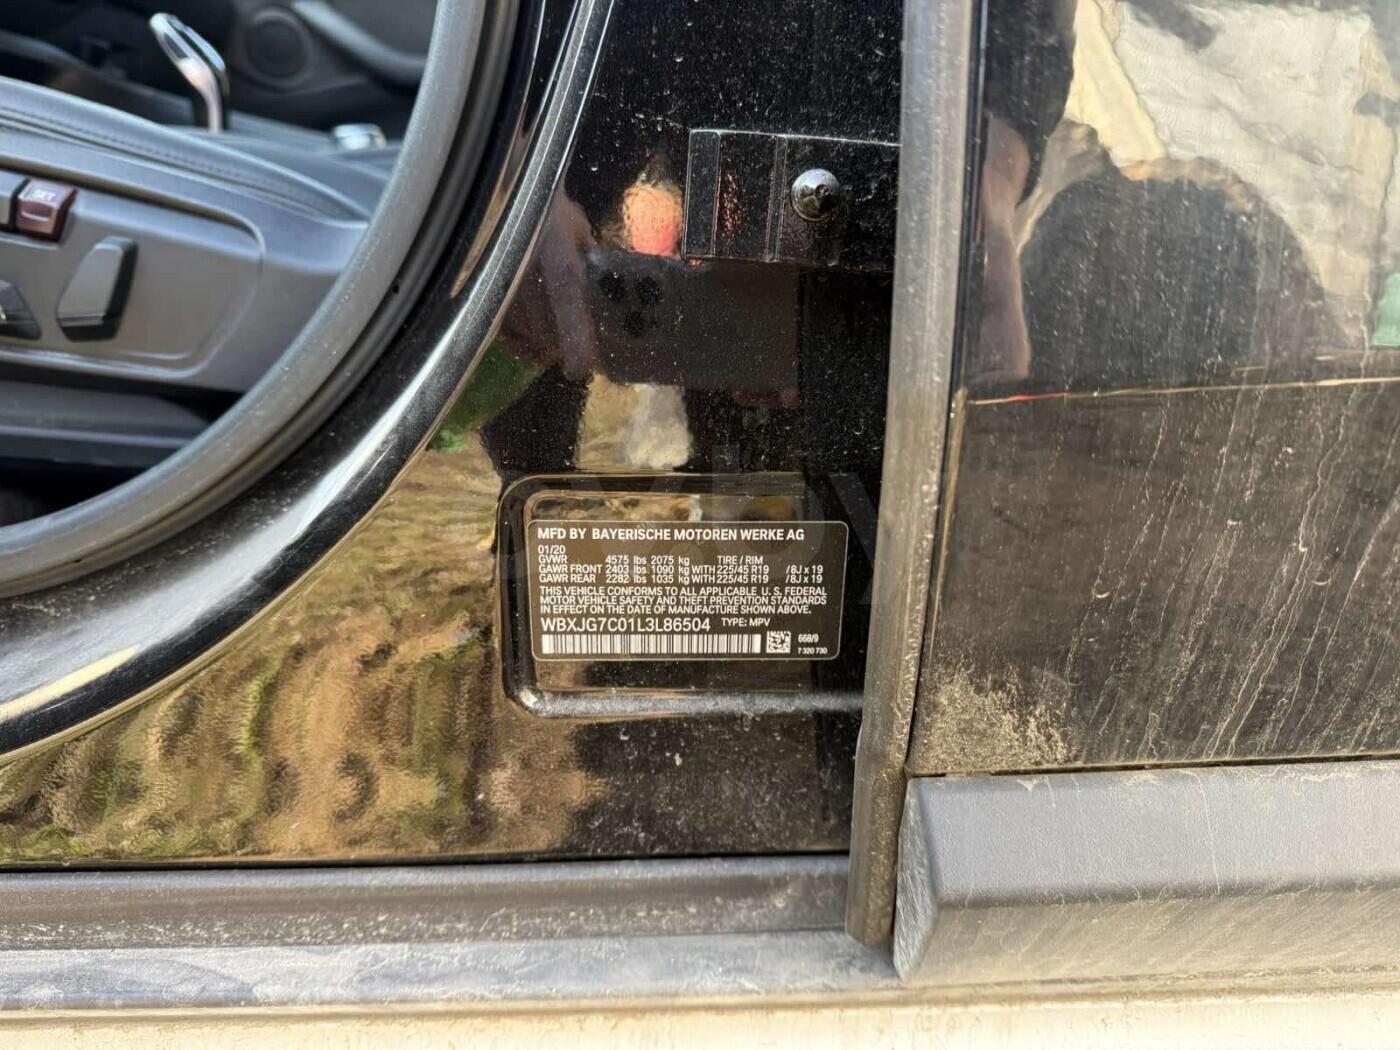 SET
MFD BY BAYERISCHE MOTOREN WERKE AG
01/20
GVWR 4575 lbs 2075 kg TIRE / RIM
GAWR FRONT 2403 lbs 1090 kg WITH 225/45 R19 /8J x 19
GAWR REAR 2282 lbs 1035 kg WITH 225/45 R19 /8J x 19
THIS VEHICLE CONFORMS TO ALL APPLICABLE U. S. FEDERAL
MOTOR VEHICLE SAFETY AND THEFT PREVENTION STANDARDS
IN EFFECT ON THE DATE OF MANUFACTURE SHOWN ABOVE.
WBXJG7C01L3L86504 TYPE: MPV
668/9
7 320 730